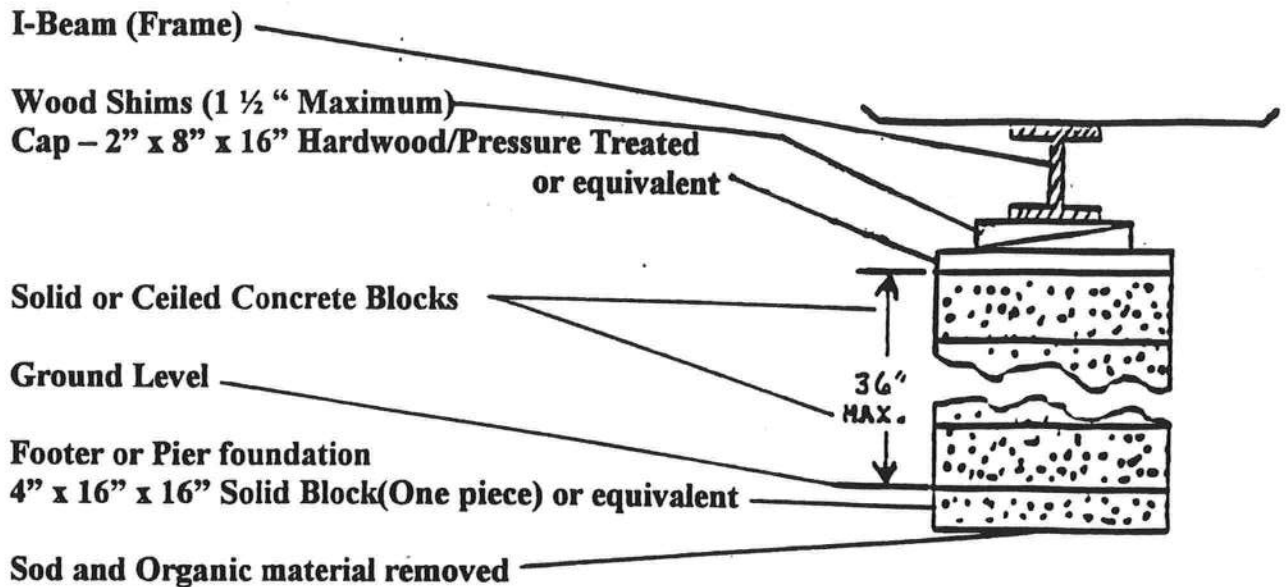 I-Beam (Frame)
Wood Shims (1 ½ “ Maximum)
Cap – 2” x 8” x 16” Hardwood/Pressure Treated
or equivalent
Solid or Ceiled Concrete Blocks
Ground Level
36"
MAX.
Footer or Pier foundation
4” x 16” x 16” Solid Block(One piece) or equivalent
Sod and Organic material removed